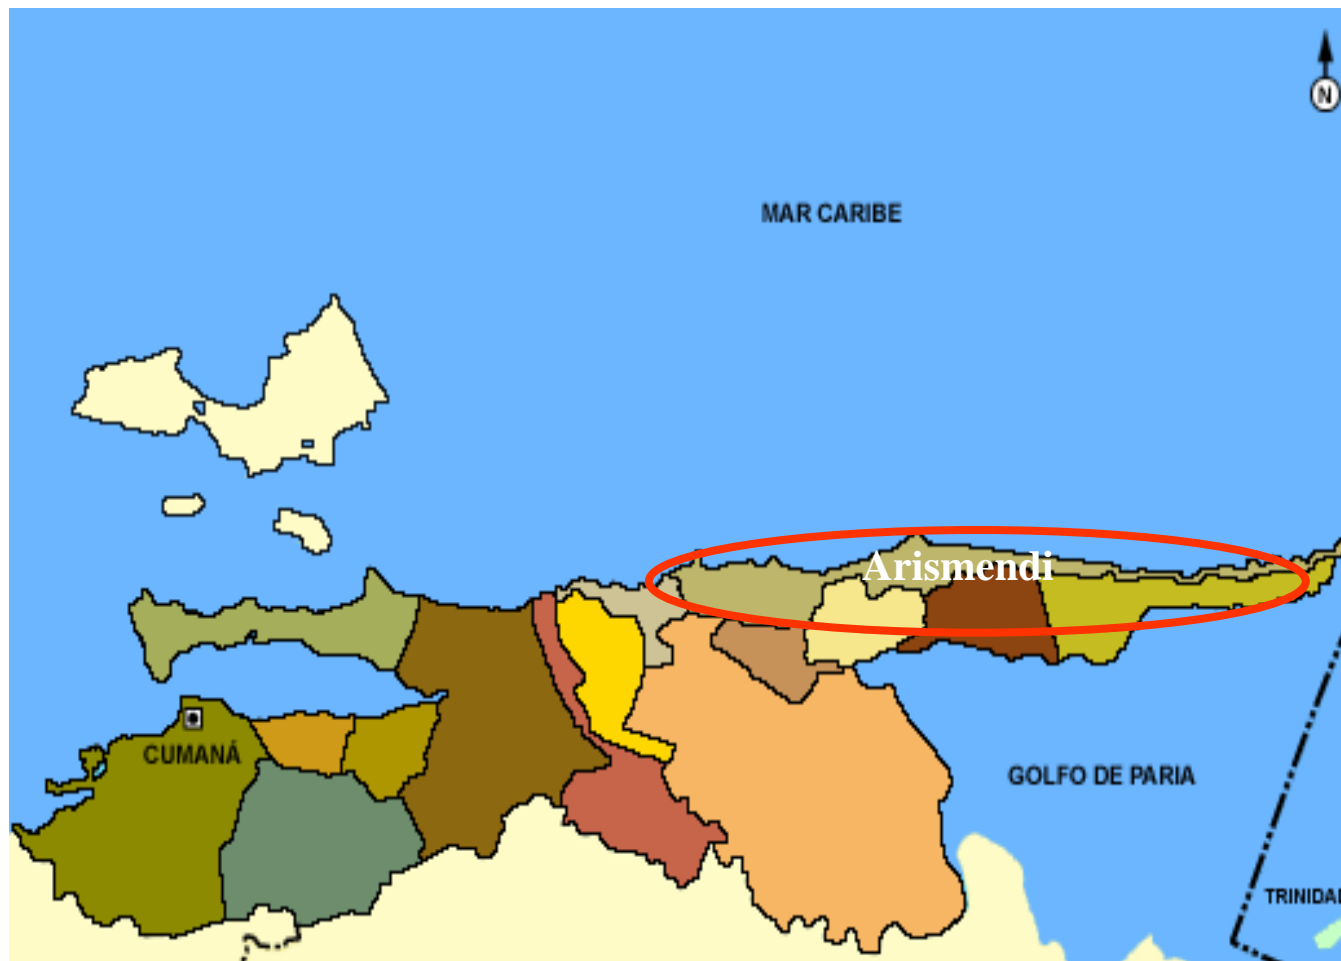 N
MAR CARIBE
Arismendi
CUMANÁ
GOLFO DE PARIA
TRINIDAD